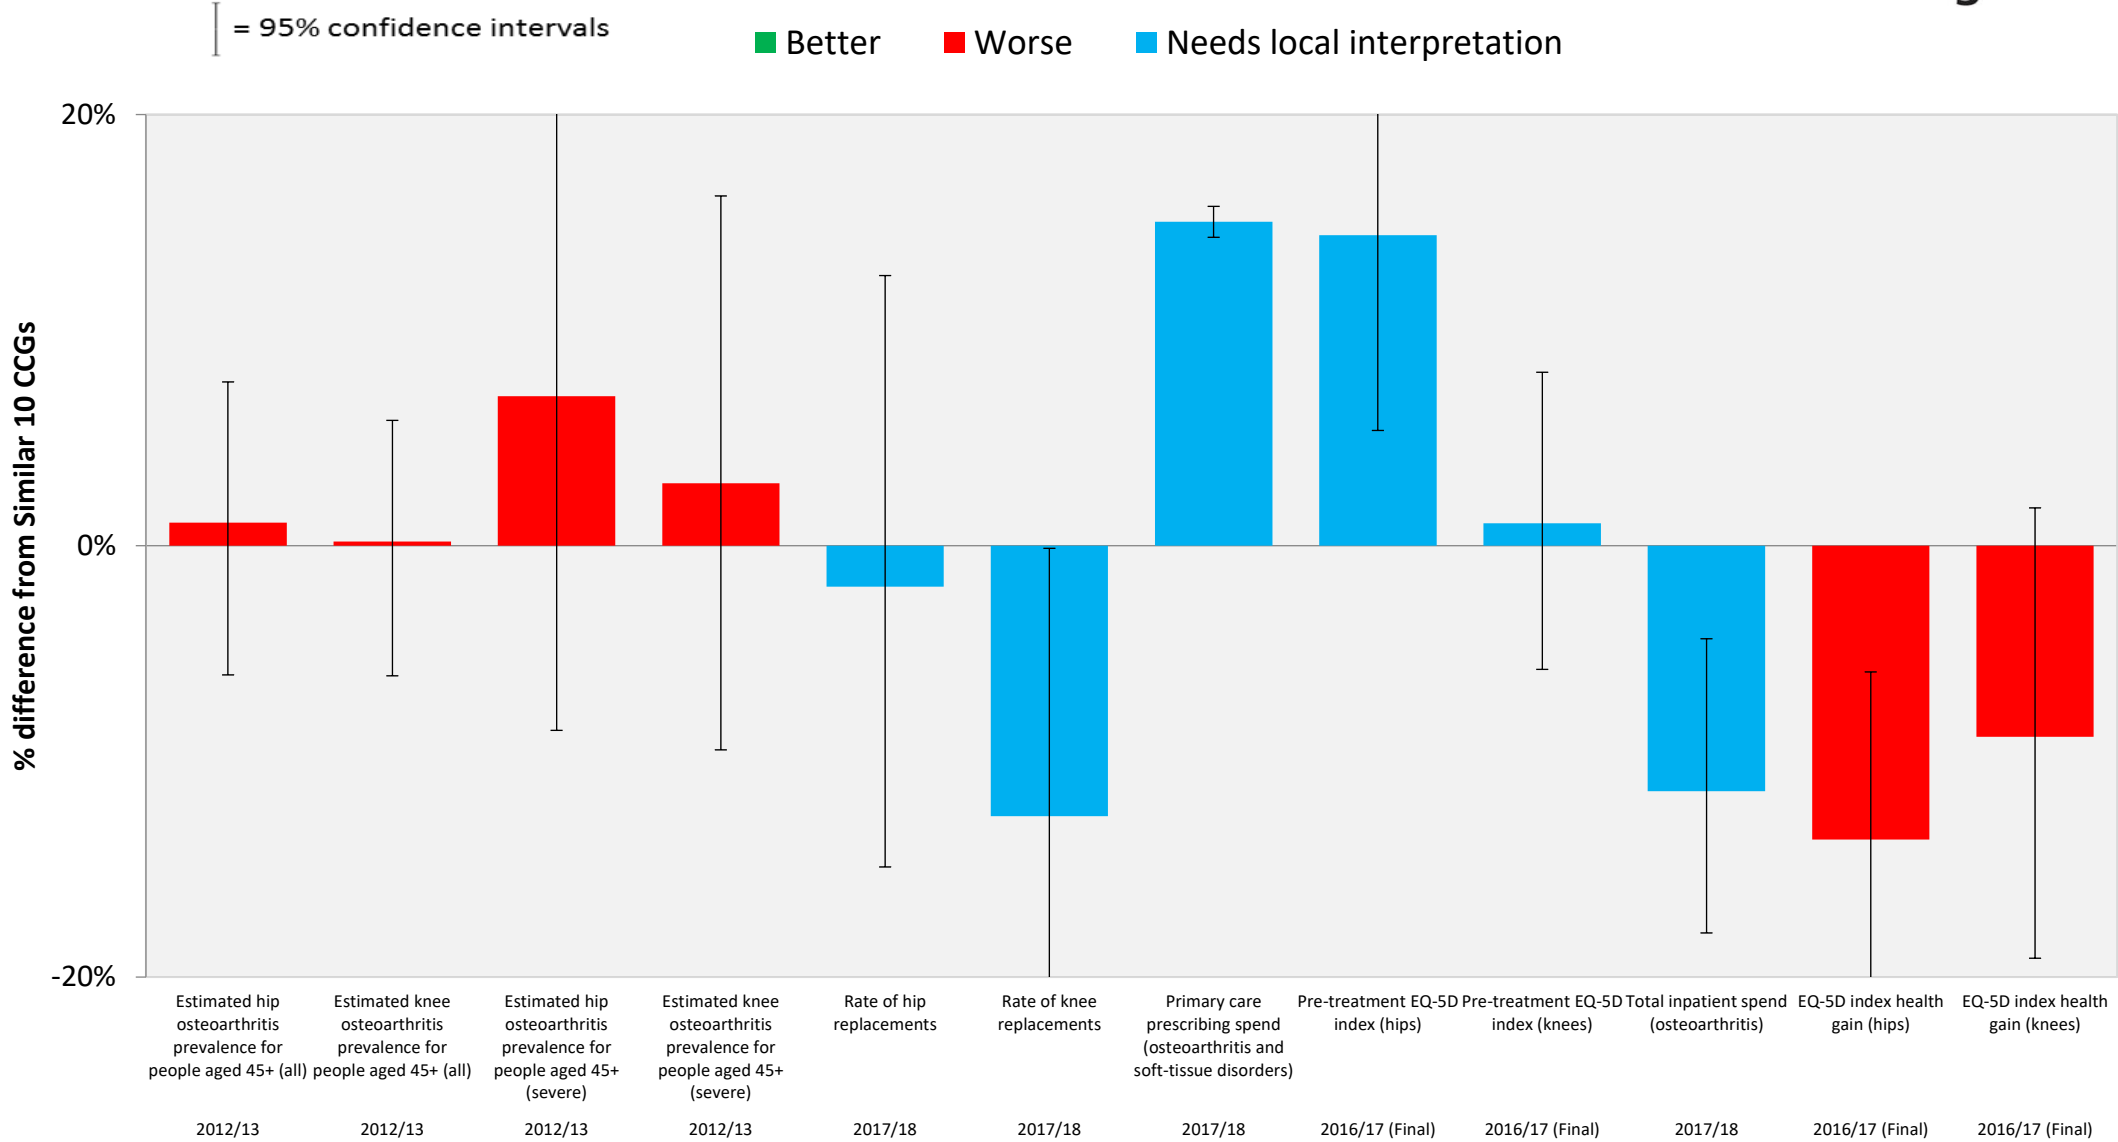 = 95% confidence intervals
Better Worse Needs local interpretation
20%
0%
-20%
% difference from Similar 10 CCGs
Estimated hip
osteoarthritis
prevalence for
people aged 45+ (all)
2012/13
Estimated knee
osteoarthritis
prevalence for
people aged 45+ (all)
2012/13
Estimated hip
osteoarthritis
prevalence for
people aged 45+
(severe)
2012/13
Estimated knee
osteoarthritis
prevalence for
people aged 45+
(severe)
2012/13
Rate of hip
replacements
2017/18
Rate of knee
replacements
2017/18
Primary care
prescribing spend
(osteoarthritis and
soft-tissue disorders)
2017/18
Pre-treatment EQ-5D
index (hips)
2016/17 (Final)
Pre-treatment EQ-5D
index (knees)
2016/17 (Final)
Total inpatient spend
(osteoarthritis)
2017/18
EQ-5D index health
gain (hips)
2016/17 (Final)
EQ-5D index health
gain (knees)
2016/17 (Final)